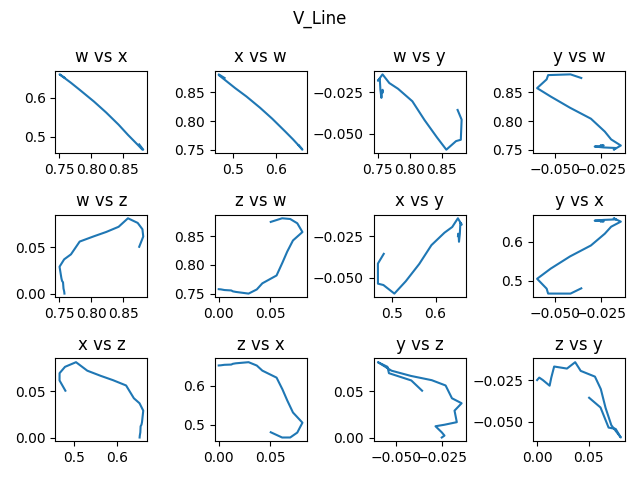 V_Line
w vs x
x vs w
w vs y
y vs w
0.6
0.5
0.75 0.80 0.85
0.85
0.80
0.75
0.5 0.6
−0.025
−0.050
0.75 0.80 0.85
0.85
0.80
0.75
−0.050 −0.025
w vs z
z vs w
x vs y
y vs x
0.05
0.00
0.75 0.80 0.85
0.85
0.80
0.75
0.00 0.05
−0.025
−0.050
0.5 0.6
0.6
0.5
−0.050 −0.025
x vs z
z vs x
y vs z
z vs y
0.05
0.00
0.5 0.6
0.6
0.5
0.00 0.05
0.05
0.00
−0.050 −0.025
−0.025
−0.050
0.00 0.05